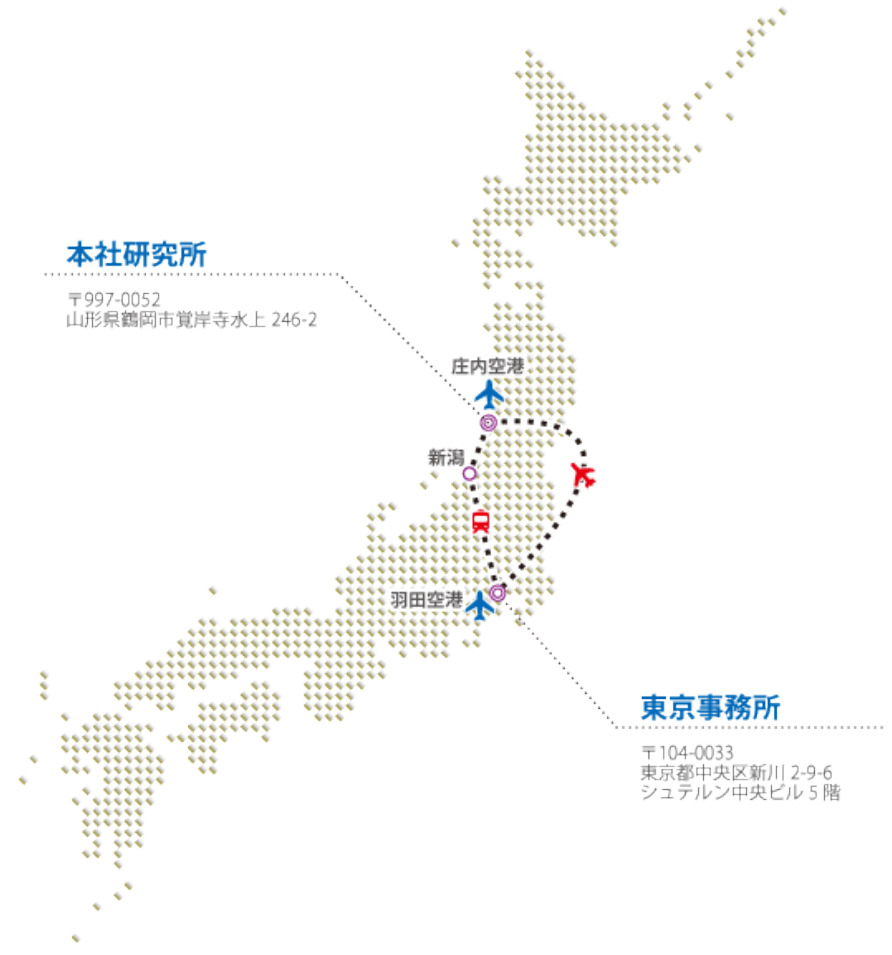 本社研究所
〒997-0052
山形県鶴岡市覚岸寺水上 246-2
庄内空港
新潟
羽田空港
東京事務所
〒104-0033
東京都中央区新川 2-9-6
シュテルン中央ビル 5 階